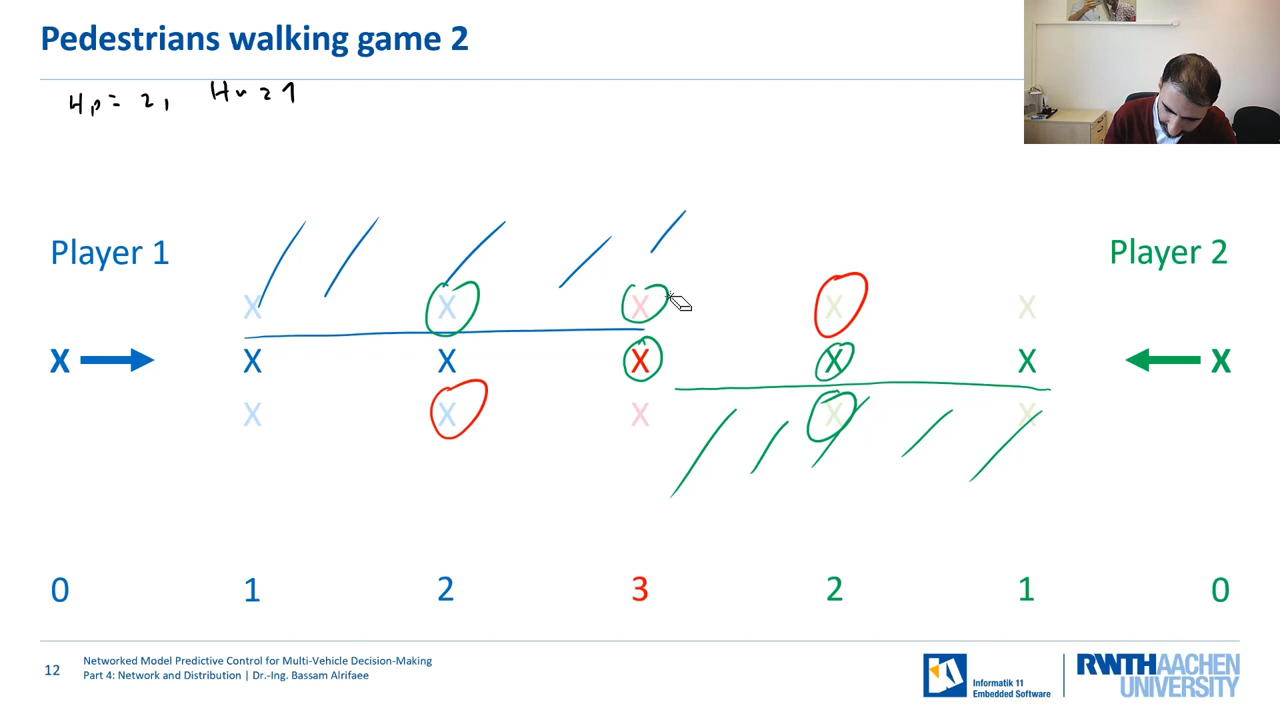 Pedestrians walking game 2
Hp = 2, Hu = 1
Player 1
Player 2
X X X X X
X X X X X X X
X X X X X
0 1 2 3 2 1 0
12
Networked Model Predictive Control for Multi-Vehicle Decision-Making
Part 4: Network and Distribution | Dr.-Ing. Bassam Alrifaee
Informatik 11
Embedded Software
RWTHAACHEN
UNIVERSITY